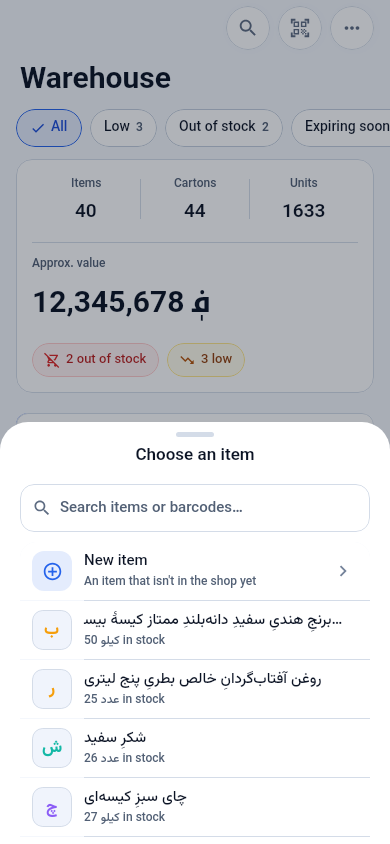 Warehouse
All
Low 3
Out of stock 2
Expiring soon
Items
Cartons
Units
40
44
1633
Approx. value
12,345,678 ؋
2 out of stock
3 low
Choose an item
Search items or barcodes…
New item
An item that isn't in the shop yet
ب
برنجِ هندیِ سفیدِ دانه‌بلندِ ممتاز کیسهٔ بیسـ…
50 کیلو in stock
ر
روغن آفتاب‌گردانِ خالص بطریِ پنج لیتری
25 عدد in stock
ش
شکرِ سفید
26 عدد in stock
چ
چای سبزِ کیسه‌ای
27 کیلو in stock